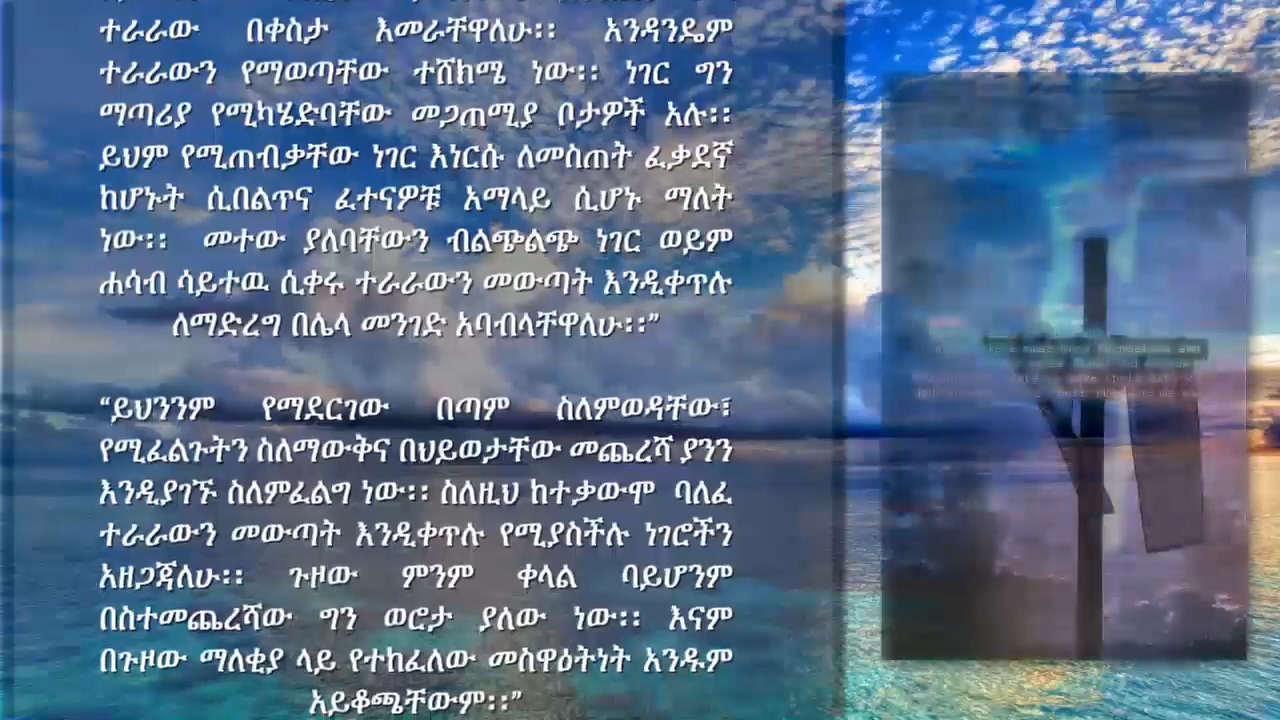 ተራራው በቀስታ እመራቸዋለሁ፡፡ አንዳንዴም
ተራራውን የማወጣቸው ተሸክሜ ነው፡፡ ነገር ግን
ማጣሪያ የሚካሄድባቸው መጋጠሚያ ቦታዎች አሉ፡፡
ይህም የሚጠብቃቸው ነገር እነርሱ ለመስጠት ፈቃደኛ
ከሆኑት ሲበልጥና ፈተናዎቹ አማላይ ሲሆኑ ማለት
ነው፡፡ መተው ያለባቸውን ብልጭልጭ ነገር ወይም
ሐሳብ ሳይተዉ ሲቀሩ ተራራውን መውጣት እንዲቀጥሉ
ለማድረግ በሌላ መንገድ አባብላቸዋለሁ፡፡”
“ይህንንም የማደርገው በጣም ስለምወዳቸው፣
የሚፈልጉትን ስለማውቅና በህይወታቸው መጨረሻ ያንን
እንዲያገኙ ስለምፈልግ ነው፡፡ ስለዚህ ከተቃውሞ ባለፈ
ተራራውን መውጣት እንዲቀጥሉ የሚያስችሉ ነገሮችን
አዘጋጃለሁ፡፡ ጉዞው ምንም ቀላል ባይሆንም
በስተመጨረሻው ግን ወሮታ ያለው ነው፡፡ እናም
በጉዞው ማለቂያ ላይ የተከፈለው መስዋዕትነት አንዱም
አይቆጫቸውም፡፡”